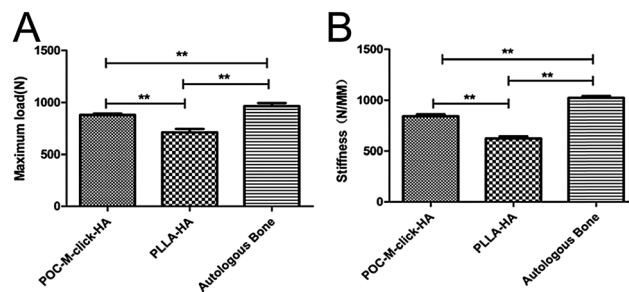 A
Maximum load(N)
1500
1000
500
0
**
**
**
POC-M-click-HA
PLLA-HA
Autologous Bone
B
Stiffness (N/MM)
1500
1000
500
0
**
**
**
POC-M-click-HA
PLLA-HA
Autologous Bone